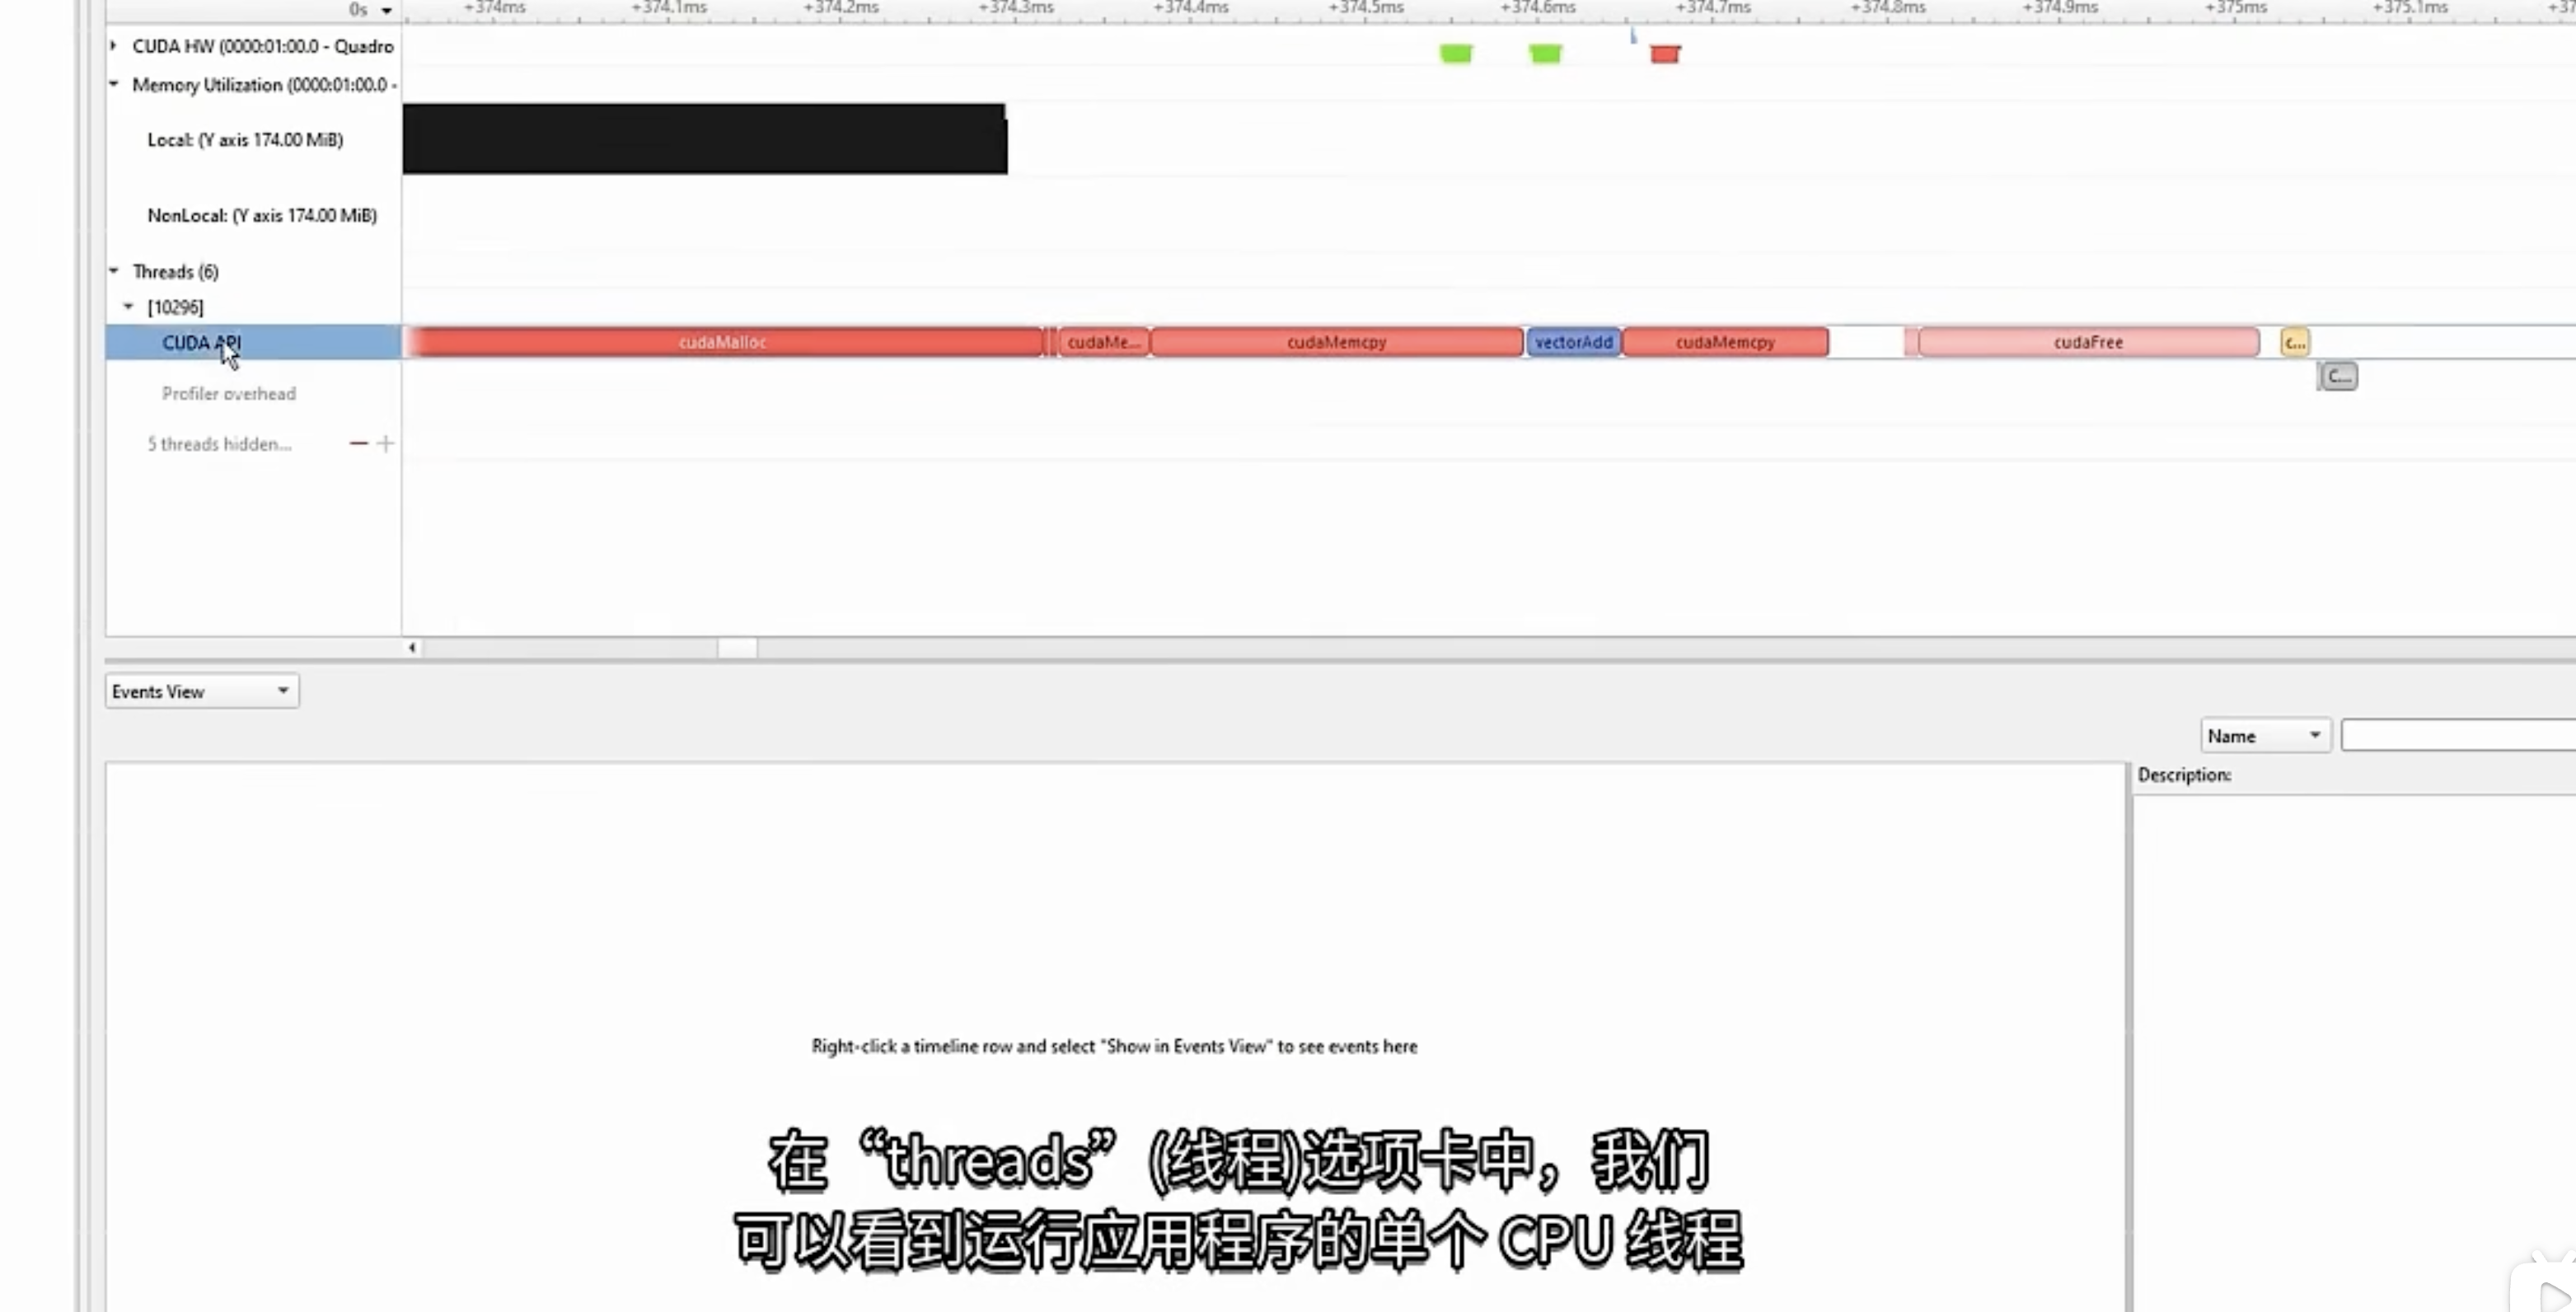 0s +374ms +374.1ms +374.2ms +374.3ms +374.4ms +374.5ms +374.6ms +374.7ms +374.8ms +374.9ms +375ms +375.1ms +37
CUDA HW (0000:01:00.0 - Quadro
Memory Utilization (0000:01:00.0 -
Local: (Y axis 174.00 MiB)
NonLocal: (Y axis 174.00 MiB)
Threads (6)
[10296]
CUDA API cudaMalloc cudaMe... cudaMemcpy vectorAdd cudaMemcpy cudaFree c...
C...
Profiler overhead
5 threads hidden... − +
Events View
Name
Description:
Right-click a timeline row and select "Show in Events View" to see events here
在“threads”(线程)选项卡中，我们
可以看到运行应用程序的单个 CPU 线程